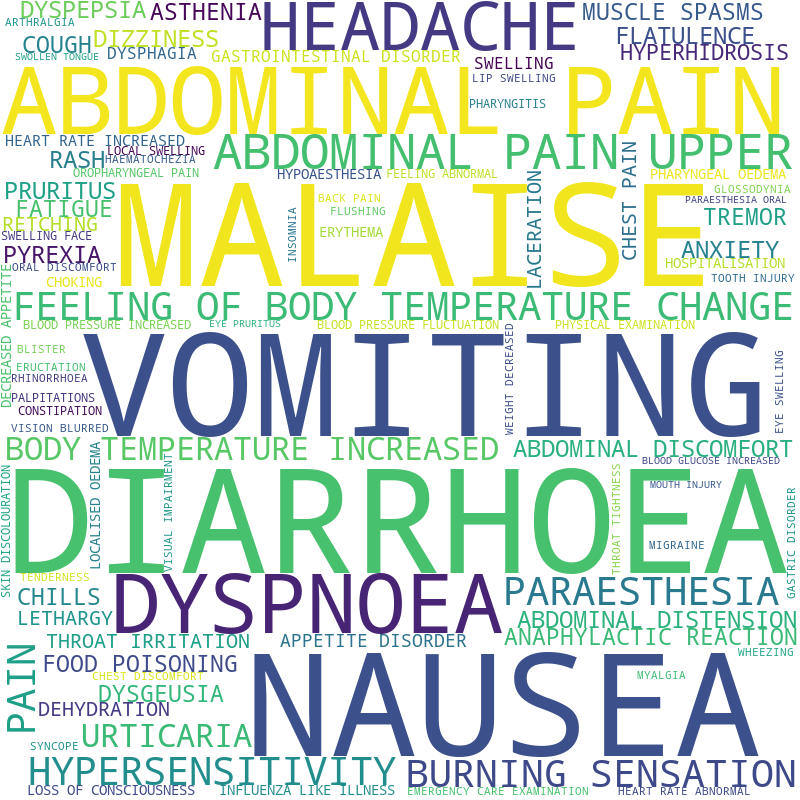 DYSPEPSIA
ASTHENIA
HEADACHE
MUSCLE SPASMS
ARTHRALGIA
COUGH
DIZZINESS
FLATULENCE
SWOLLEN TONGUE
DYSPHAGIA
GASTROINTESTINAL DISORDER
SWELLING
HYPERHIDROSIS
LIP SWELLING
ABDOMINAL PAIN
PHARYNGITIS
HEART RATE INCREASED
LOCAL SWELLING
RASH
HAEMATOCHEZIA
ABDOMINAL PAIN UPPER
OROPHARYNGEAL PAIN
HYPOAESTHESIA
FEELING ABNORMAL
LACERATION
CHEST PAIN
PHARYNGEAL OEDEMA
PRURITUS
GLOSSODYNIA
MALAISE
BACK PAIN
PARAESTHESIA ORAL
FATIGUE
FLUSHING
TREMOR
RETCHING
INSOMNIA
ERYTHEMA
SWELLING FACE
PYREXIA
ANXIETY
ORAL DISCOMFORT
HOSPITALISATION
CHOKING
TOOTH INJURY
DECREASED APPETITE
FEELING OF BODY TEMPERATURE CHANGE
BLOOD PRESSURE INCREASED
EYE PRURITUS
BLOOD PRESSURE FLUCTUATION
PHYSICAL EXAMINATION
VOMITING
WEIGHT DECREASED
EYE SWELLING
BLISTER
ERUCTATION
RHINORRHOEA
PALPITATIONS
CONSTIPATION
VISION BLURRED
BODY TEMPERATURE INCREASED
ABDOMINAL DISCOMFORT
BLOOD GLUCOSE INCREASED
SKIN DISCOLOURATION
LOCALISED OEDEMA
VISUAL IMPAIRMENT
DIARRHOEA
THROAT TIGHTNESS
MOUTH INJURY
GASTRIC DISORDER
MIGRAINE
TENDERNESS
DYSPNOEA
PARAESTHESIA
CHILLS
LETHARGY
ABDOMINAL DISTENSION
THROAT IRRITATION
APPETITE DISORDER
ANAPHYLACTIC REACTION
PAIN
FOOD POISONING
WHEEZING
NAUSEA
CHEST DISCOMFORT
MYALGIA
DYSGEUSIA
DEHYDRATION
URTICARIA
SYNCOPE
HYPERSENSITIVITY
BURNING SENSATION
LOSS OF CONSCIOUSNESS
INFLUENZA LIKE ILLNESS
EMERGENCY CARE EXAMINATION
HEART RATE ABNORMAL